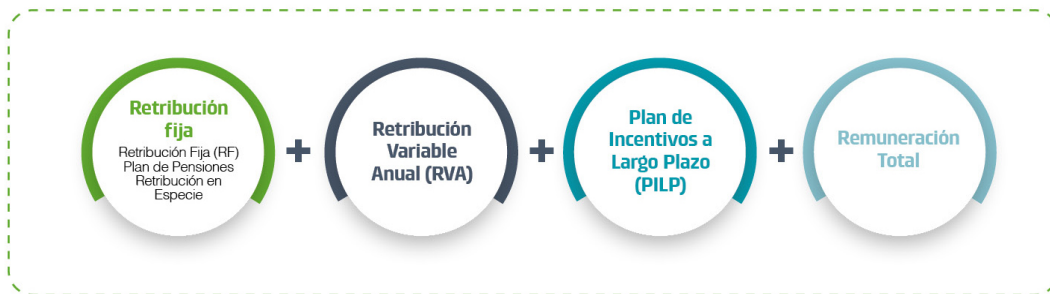 Retribución
fija
Retribución Fija (RF)
Plan de Pensiones
Retribución en
Especie
+
Retribución
Variable
Anual (RVA)
+
Plan de
Incentivos a
Largo Plazo
(PILP)
+
Remuneración
Total